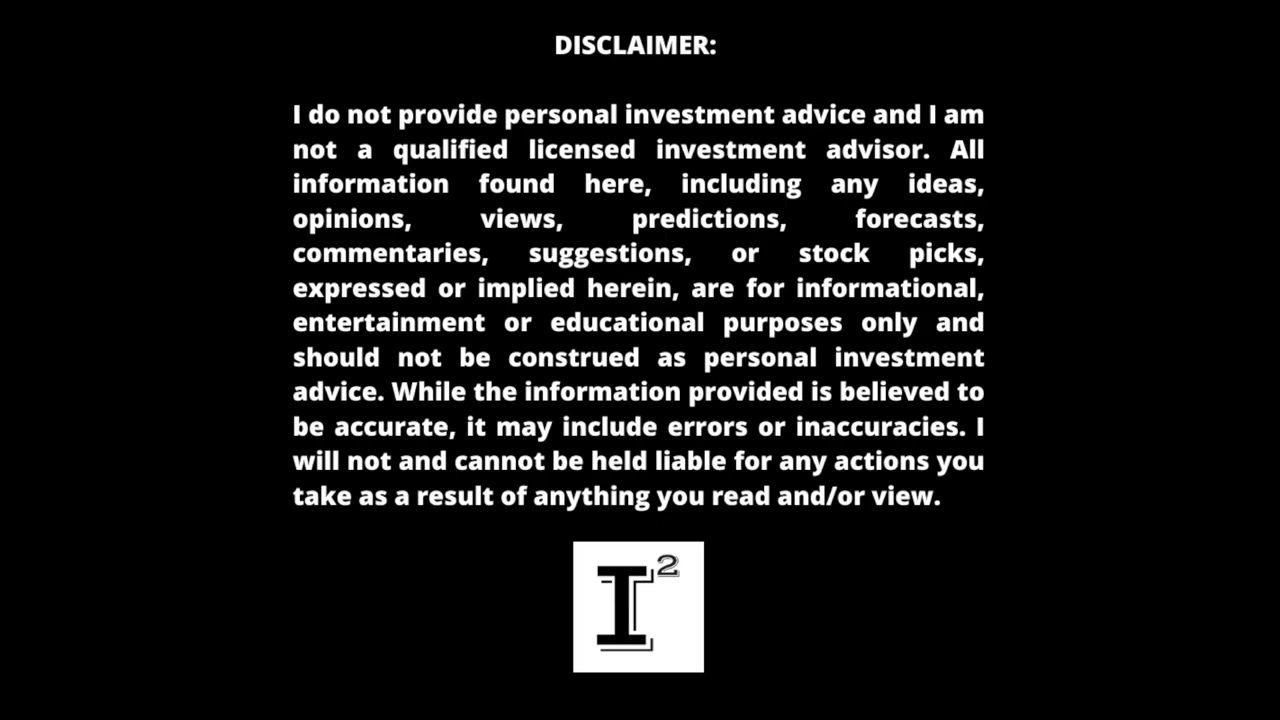 DISCLAIMER:
I do not provide personal investment advice and I am
not a qualified licensed investment advisor. All
information found here, including any ideas,
opinions, views, predictions, forecasts,
commentaries, suggestions, or stock picks,
expressed or implied herein, are for informational,
entertainment or educational purposes only and
should not be construed as personal investment
advice. While the information provided is believed to
be accurate, it may include errors or inaccuracies. I
will not and cannot be held liable for any actions you
take as a result of anything you read and/or view.
I²